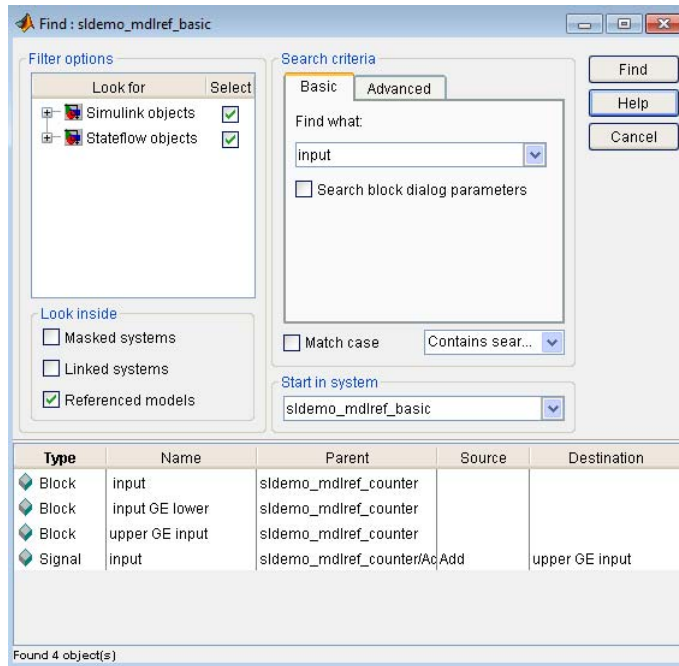 Find : sldemo_mdlref_basic
Filter options
Look for Select
Simulink objects
Stateflow objects
Look inside
Masked systems
Linked systems
Referenced models
Search criteria
Basic Advanced
Find what:
input
Search block dialog parameters
Match case Contains sear...
Start in system
sldemo_mdlref_basic
Find
Help
Cancel
Type Name Parent Source Destination
Block input sldemo_mdlref_counter
Block input GE lower sldemo_mdlref_counter
Block upper GE input sldemo_mdlref_counter
Signal input sldemo_mdlref_counter/Ac Add upper GE input
Found 4 object(s)